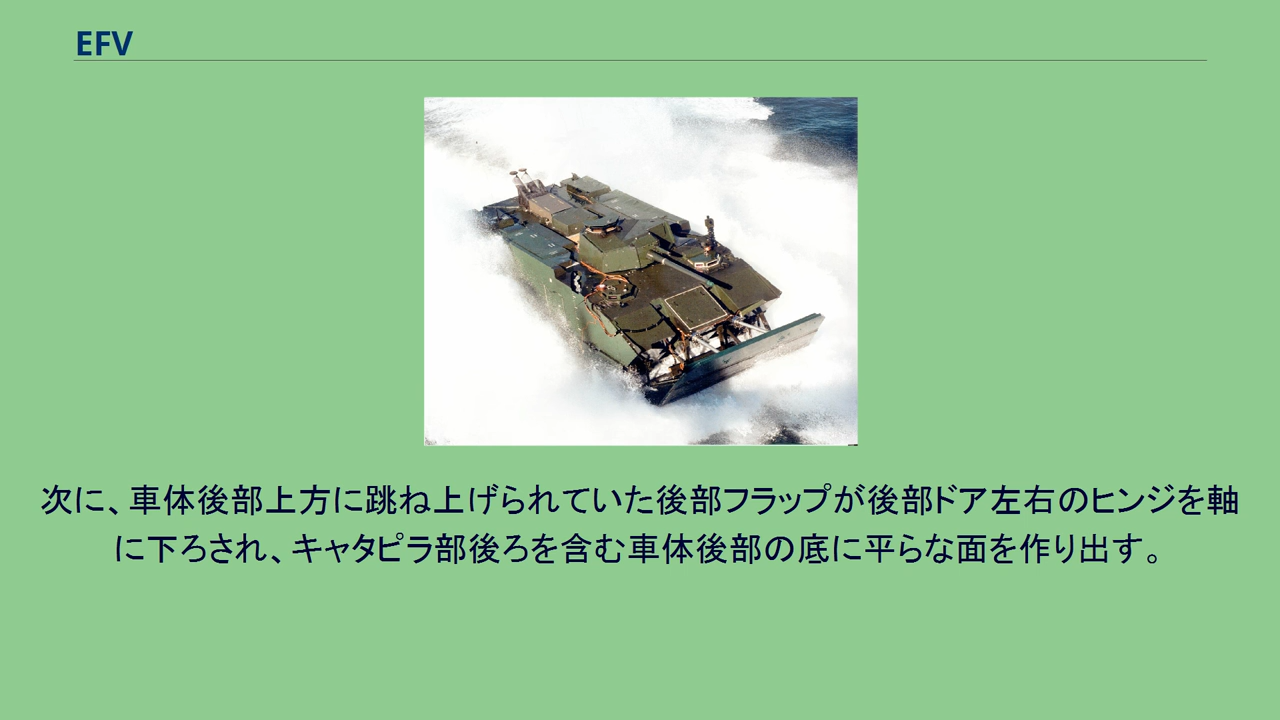 EFV
次に、車体後部上方に跳ね上げられていた後部フラップが後部ドア左右のヒンジを軸
に下ろされ、キャタピラ部後ろを含む車体後部の底に平らな面を作り出す。